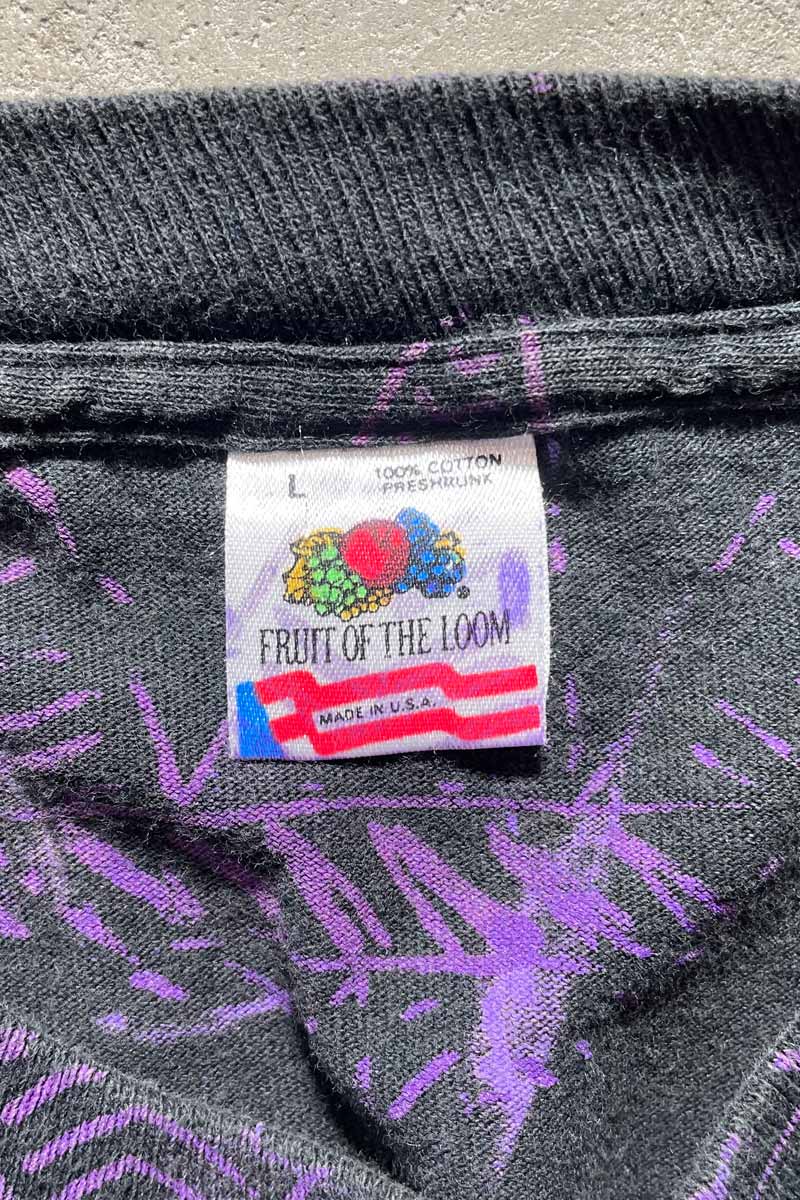 L
100% COTTON
PRESHRUNK
FRUIT OF THE LOOM
MADE IN U.S.A.